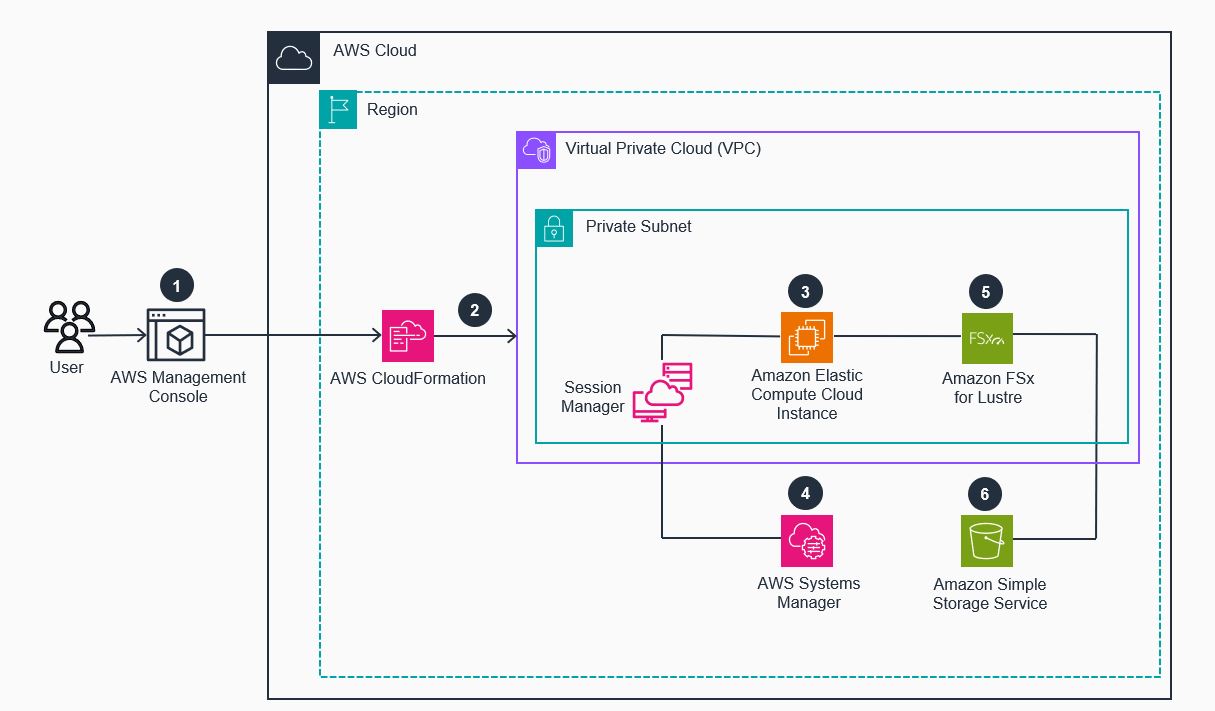 AWS Cloud
Region
Virtual Private Cloud (VPC)
Private Subnet
1
2
3
5
User
AWS Management
Console
AWS CloudFormation
Session
Manager
Amazon Elastic
Compute Cloud
Instance
FSx
Amazon FSx
for Lustre
4
6
AWS Systems
Manager
Amazon Simple
Storage Service